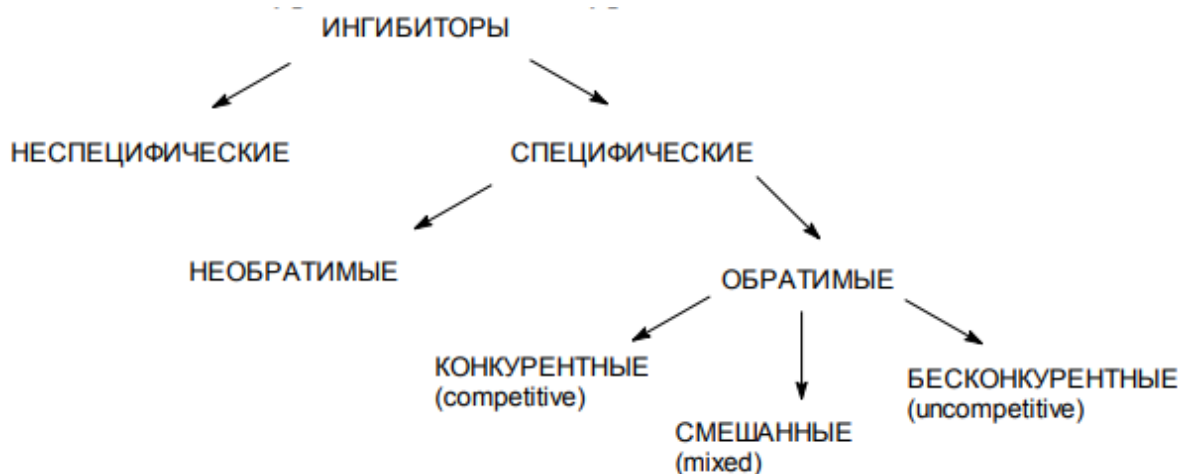 ИНГИБИТОРЫ
НЕСПЕЦИФИЧЕСКИЕ
СПЕЦИФИЧЕСКИЕ
НЕОБРАТИМЫЕ
ОБРАТИМЫЕ
КОНКУРЕНТНЫЕ
(competitive)
БЕСКОНКУРЕНТНЫЕ
(uncompetitive)
СМЕШАННЫЕ
(mixed)